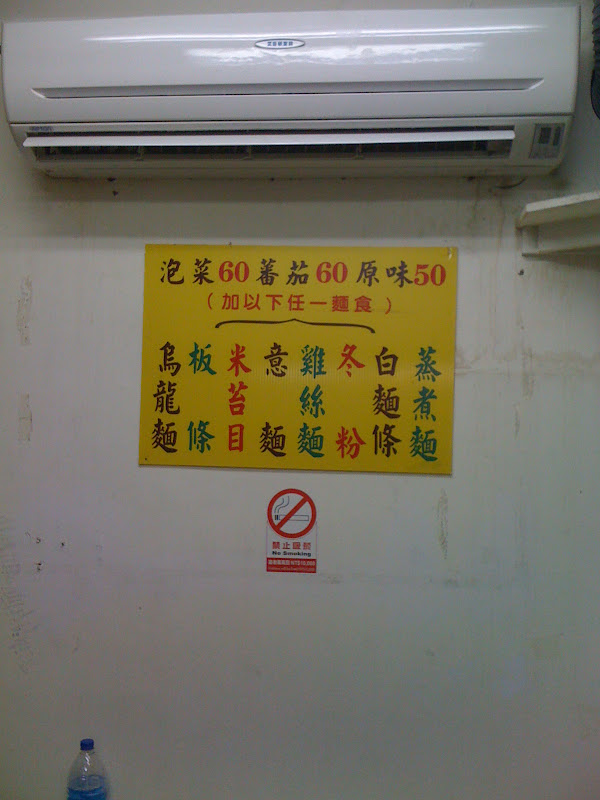 泡菜60蕃茄60原味50
（加以下任一麵食）
蒸煮麵
白麵條
冬粉
雞絲麵
意麵
米苔目
板條
烏龍麵
禁止吸菸
No Smoking